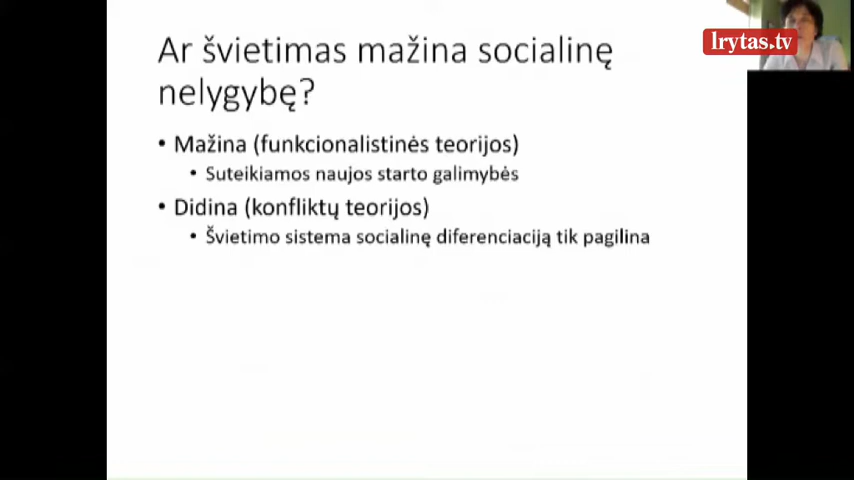 Ar švietimas mažina socialinę
nelygybę?
• Mažina (funkcionalistinės teorijos)
• Suteikiamos naujos starto galimybės
• Didina (konfliktų teorijos)
• Švietimo sistema socialinę diferenciaciją tik pagilina
lrytas.tv